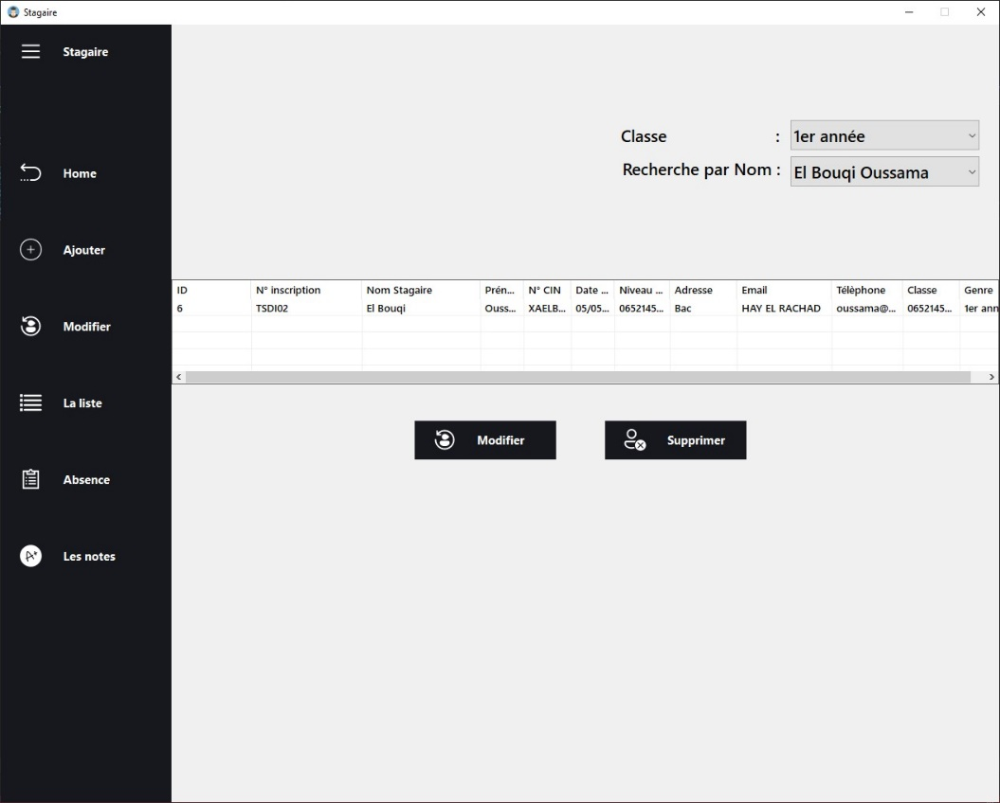 Stagaire
Stagaire
Home
Ajouter
Modifier
La liste
Absence
Les notes
Classe : 1er année
Recherche par Nom : El Bouqi Oussama
ID N° inscription Nom Stagaire Prén... N° CIN Date ... Niveau ... Adresse Email Télèphone Classe Genre
6 TSDI02 El Bouqi Ouss... XAELB... 05/05... 0652145... Bac HAY EL RACHAD oussama@... 0652145... 1er ann
Modifier Supprimer